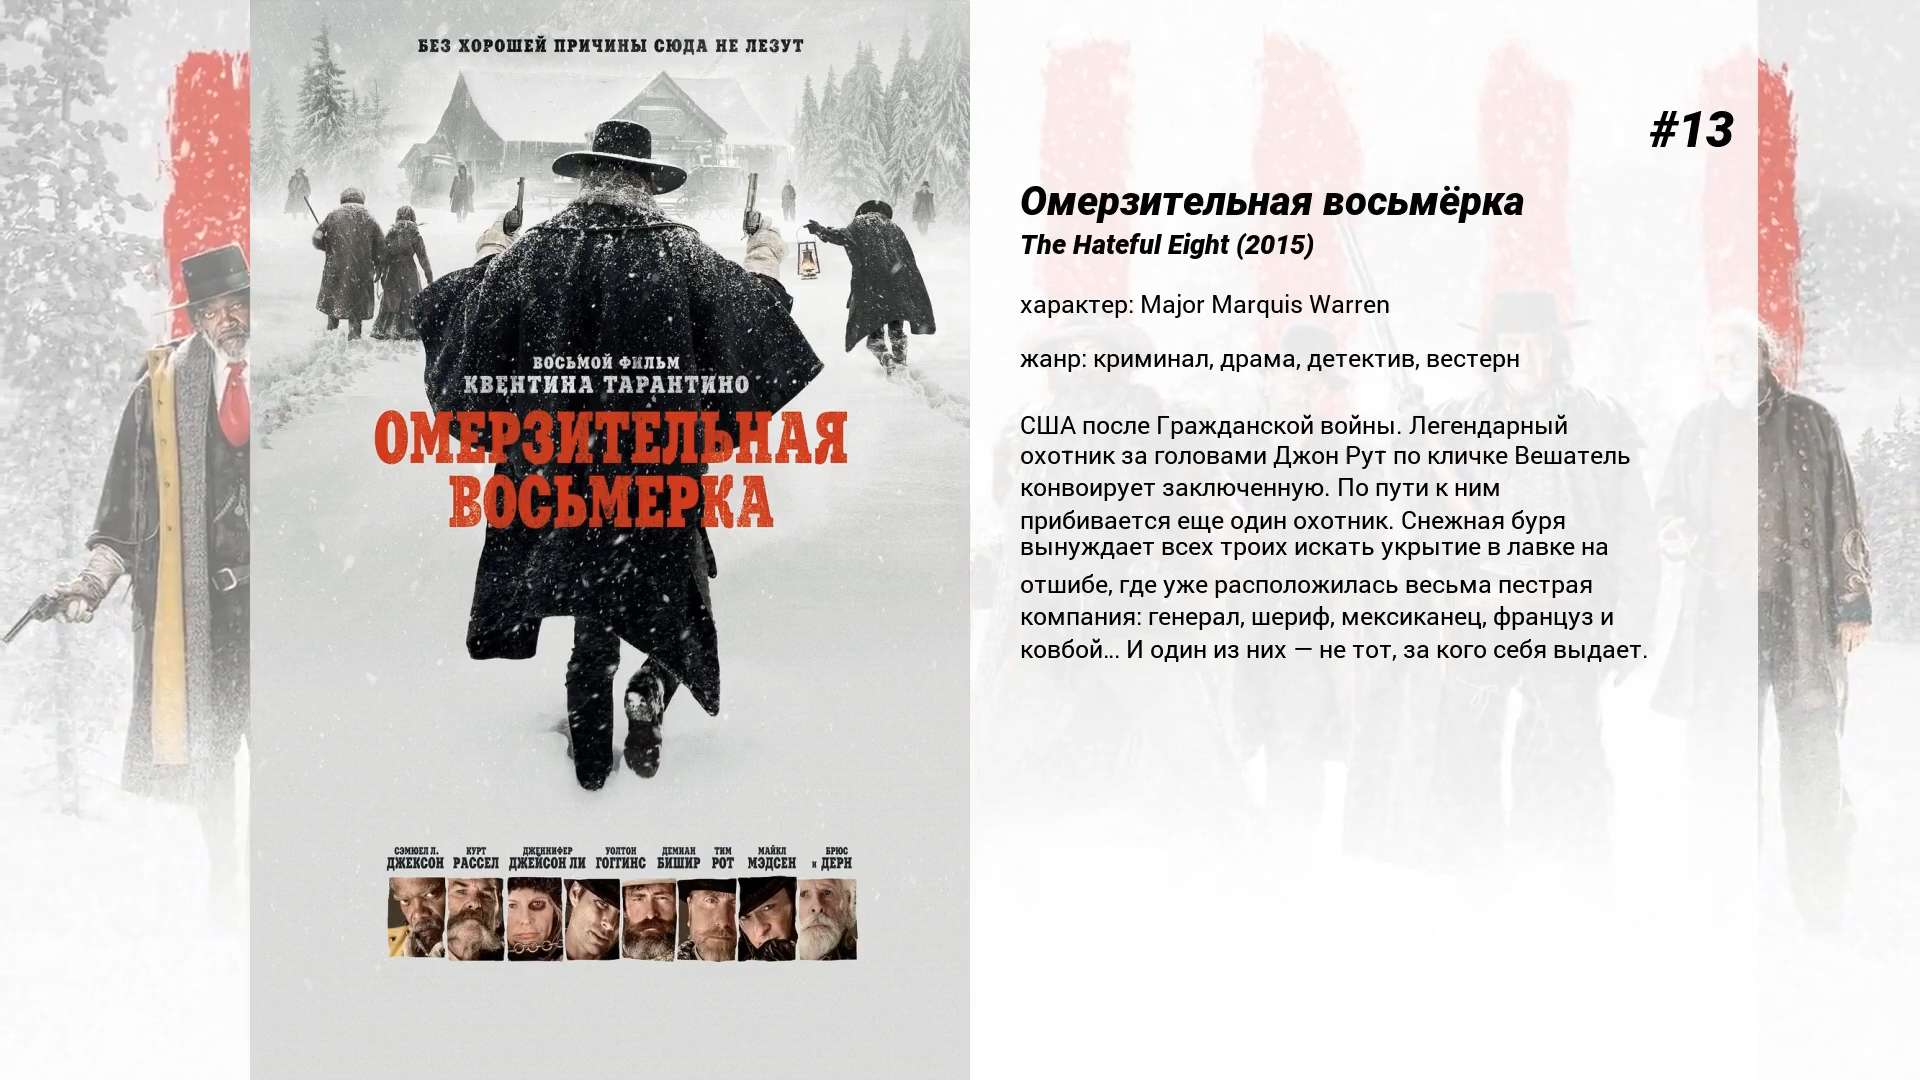 БЕЗ ХОРОШЕЙ ПРИЧИНЫ СЮДА НЕ ЛЕЗУТ
ВОСЬМОЙ ФИЛЬМ
КВЕНТИНА ТАРАНТИНО
ОМЕРЗИТЕЛЬНАЯ
ВОСЬМЕРКА
СЭМЮЕЛ Л. ДЖЕКСОН
КУРТ РАССЕЛ
ДЖЕННИФЕР ДЖЕЙСОН ЛИ
УОЛТОН ГОГГИНС
ДЕМИАН БИШИР
ТИМ РОТ
МАЙКЛ МЭДСЕН
и БРЮС ДЕРН
#13
Омерзительная восьмёрка
The Hateful Eight (2015)
характер: Major Marquis Warren
жанр: криминал, драма, детектив, вестерн
США после Гражданской войны. Легендарный
охотник за головами Джон Рут по кличке Вешатель
конвоирует заключенную. По пути к ним
прибивается еще один охотник. Снежная буря
вынуждает всех троих искать укрытие в лавке на
отшибе, где уже расположилась весьма пестрая
компания: генерал, шериф, мексиканец, француз и
ковбой… И один из них — не тот, за кого себя выдает.